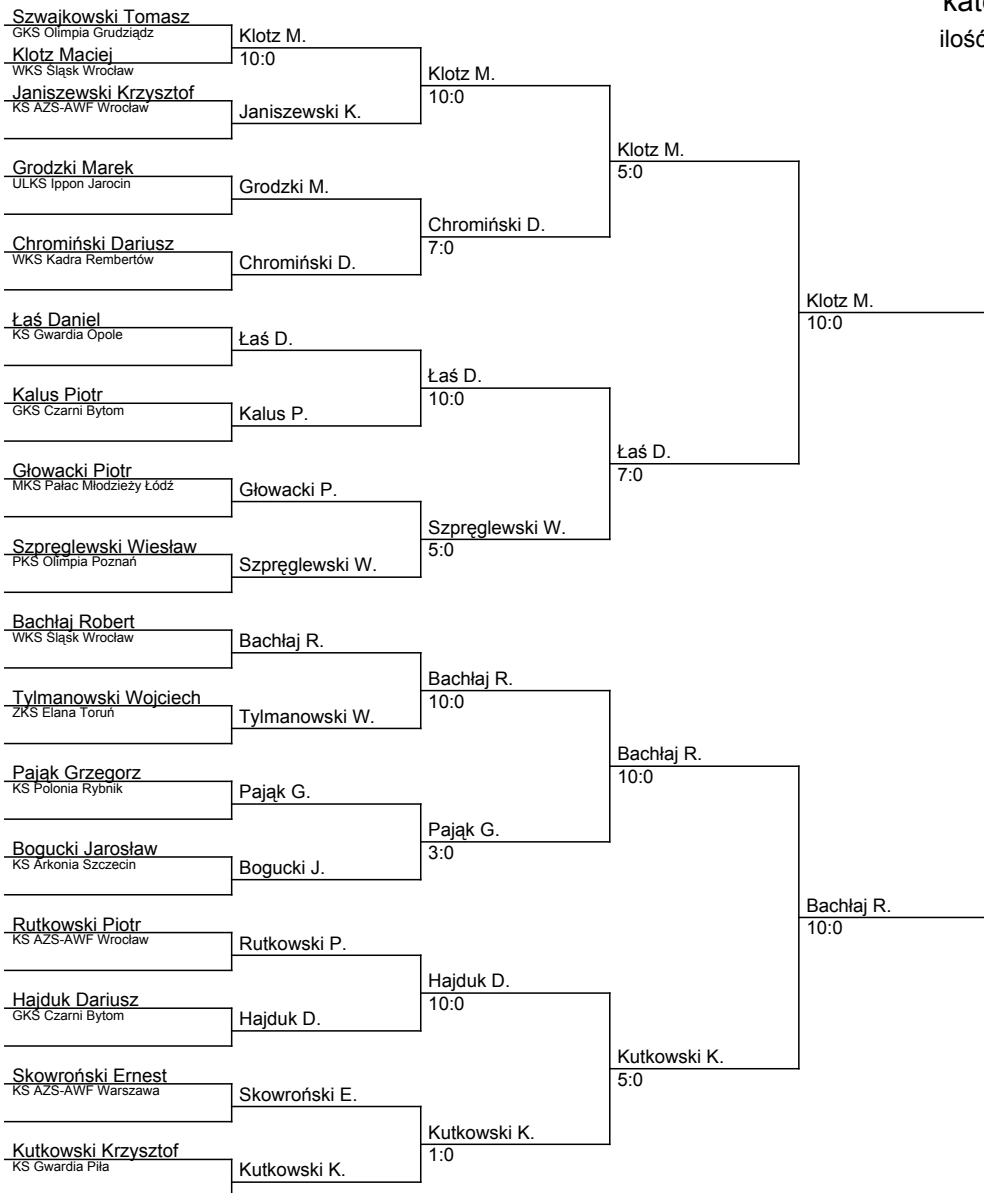 kat
ilość
Szwajkowski Tomasz
GKS Olimpia Grudziądz
Klotz Maciej
WKS Śląsk Wrocław
Janiszewski Krzysztof
KS AZS-AWF Wrocław
Grodzki Marek
ULKS Ippon Jarocin
Chromiński Dariusz
WKS Kadra Rembertów
Łaś Daniel
KS Gwardia Opole
Kalus Piotr
GKS Czarni Bytom
Głowacki Piotr
MKS Pałac Młodzieży Łódź
Szpręglewski Wiesław
PKS Olimpia Poznań
Bachłaj Robert
WKS Śląsk Wrocław
Tylmanowski Wojciech
ZKS Elana Toruń
Pająk Grzegorz
KS Polonia Rybnik
Bogucki Jarosław
KS Arkonia Szczecin
Rutkowski Piotr
KS AZS-AWF Wrocław
Hajduk Dariusz
GKS Czarni Bytom
Skowroński Ernest
KS AZS-AWF Warszawa
Kutkowski Krzysztof
KS Gwardia Piła
Klotz M.
10:0
Janiszewski K.
Grodzki M.
Chromiński D.
Łaś D.
Kalus P.
Głowacki P.
Szpręglewski W.
Bachłaj R.
Tylmanowski W.
Pająk G.
Bogucki J.
Rutkowski P.
Hajduk D.
Skowroński E.
Kutkowski K.
Klotz M.
10:0
Chromiński D.
7:0
Łaś D.
10:0
Szpręglewski W.
5:0
Bachłaj R.
10:0
Pająk G.
3:0
Hajduk D.
10:0
Kutkowski K.
1:0
Klotz M.
5:0
Łaś D.
7:0
Bachłaj R.
10:0
Kutkowski K.
5:0
Klotz M.
10:0
Bachłaj R.
10:0